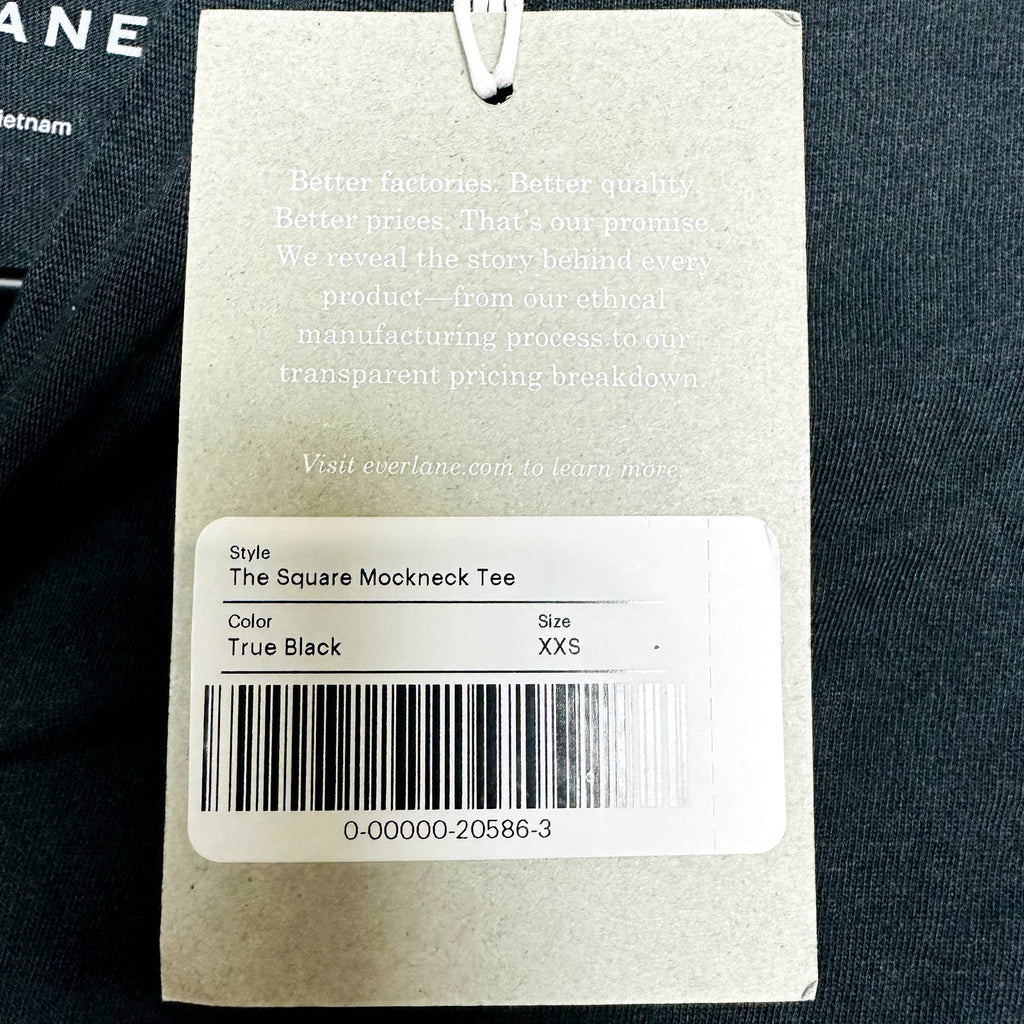 ANE
ietnam
Better factories. Better quality.
Better prices. That's our promise.
We reveal the story behind every
product—from our ethical
manufacturing process to our
transparent pricing breakdown.
Visit everlane.com to learn more.
Style
The Square Mockneck Tee
Color Size
True Black XXS
0-00000-20586-3